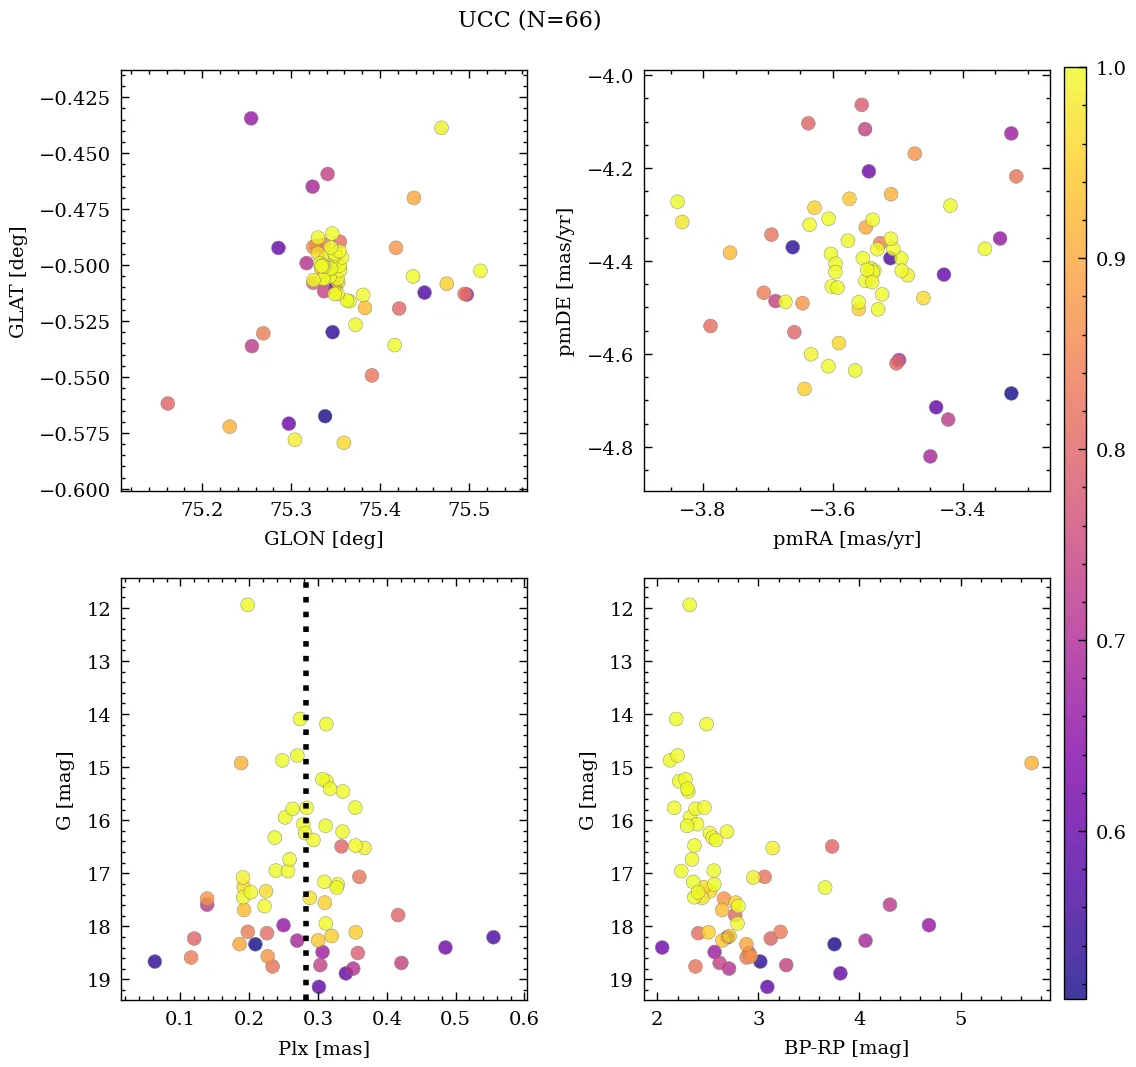 UCC (N=66)
−0.425
−0.450
−0.475
−0.500
−0.525
−0.550
−0.575
−0.600
GLAT [deg]
75.2 75.3 75.4 75.5
GLON [deg]
−4.0
−4.2
−4.4
−4.6
−4.8
pmDE [mas/yr]
−3.8 −3.6 −3.4
pmRA [mas/yr]
1.0
0.9
0.8
0.7
0.6
12
13
14
15
16
17
18
19
G [mag]
0.1 0.2 0.3 0.4 0.5 0.6
Plx [mas]
12
13
14
15
16
17
18
19
G [mag]
2 3 4 5
BP-RP [mag]